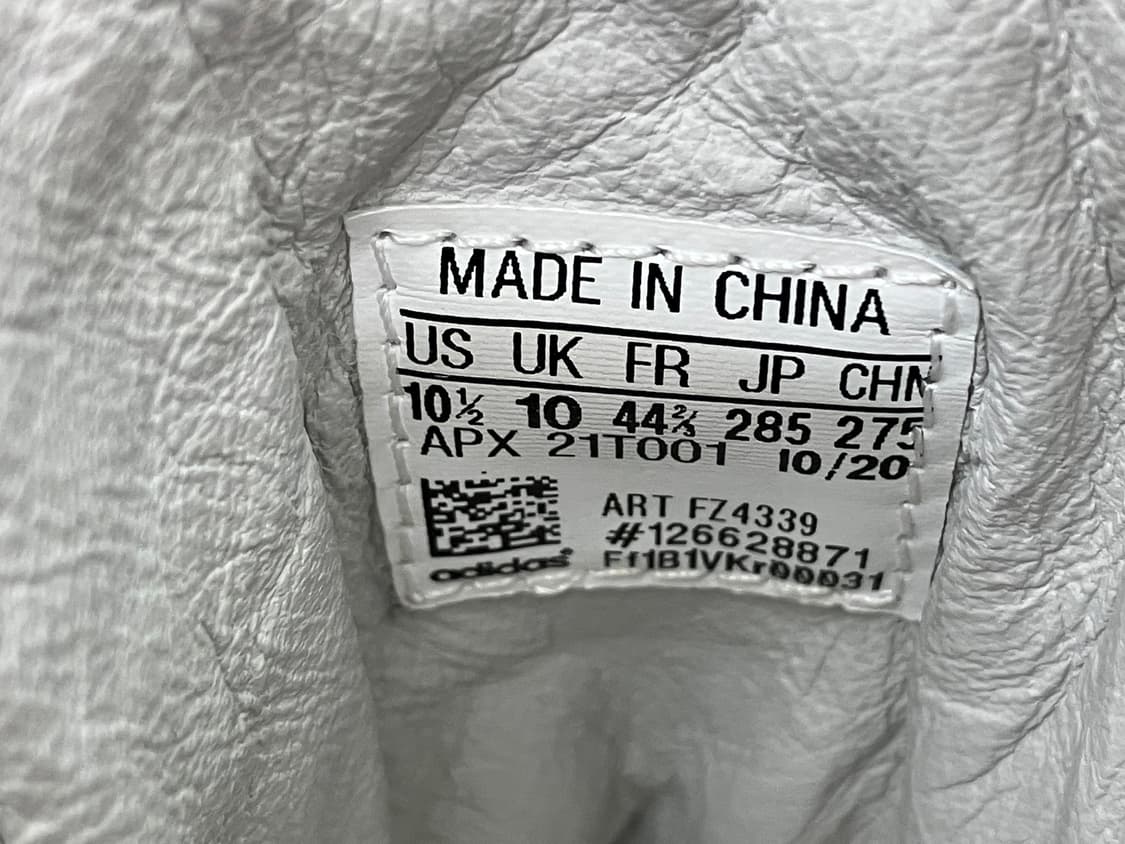 MADE IN CHINA
US UK FR JP CHN
10½ 10 44⅔ 285 275
APX 21T001 10/20
ART FZ4339
#126628871
Ef1B1VKr00031
adidas®